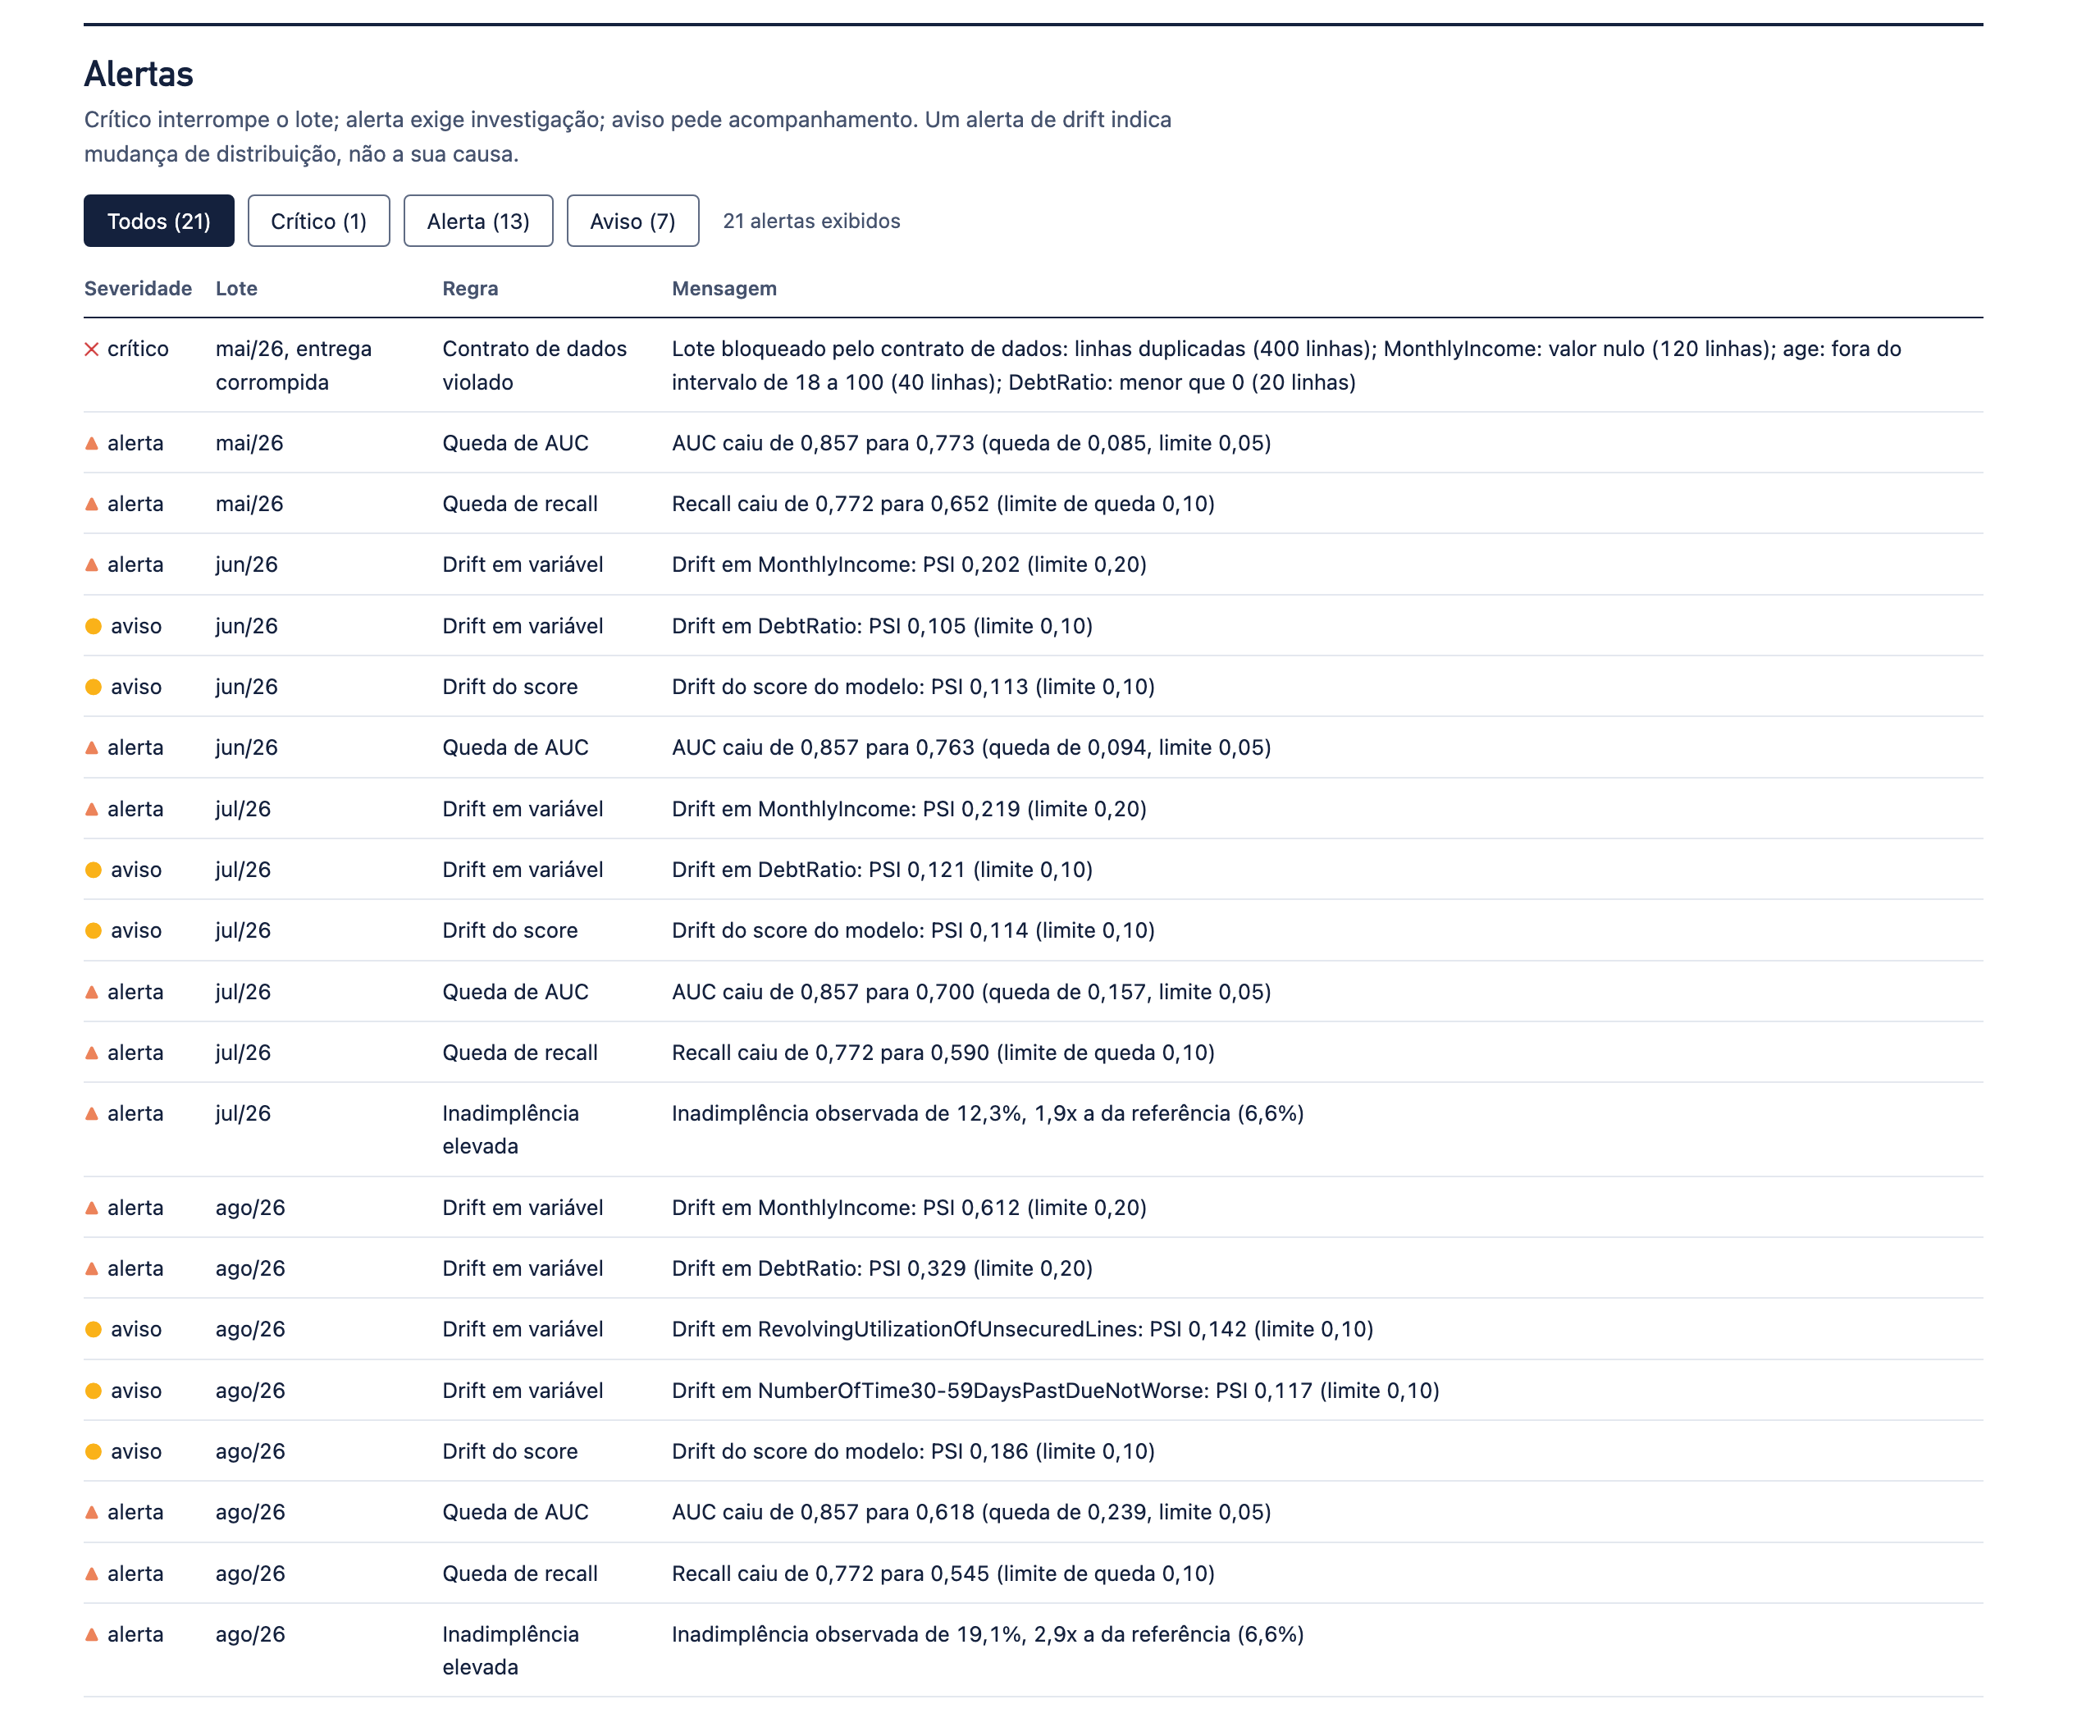 Alertas
Crítico interrompe o lote; alerta exige investigação; aviso pede acompanhamento. Um alerta de drift indica
mudança de distribuição, não a sua causa.
Todos (21) Crítico (1) Alerta (13) Aviso (7) 21 alertas exibidos
Severidade Lote Regra Mensagem
crítico mai/26, entrega corrompida Contrato de dados violado Lote bloqueado pelo contrato de dados: linhas duplicadas (400 linhas); MonthlyIncome: valor nulo (120 linhas); age: fora do
intervalo de 18 a 100 (40 linhas); DebtRatio: menor que 0 (20 linhas)
alerta mai/26 Queda de AUC AUC caiu de 0,857 para 0,773 (queda de 0,085, limite 0,05)
alerta mai/26 Queda de recall Recall caiu de 0,772 para 0,652 (limite de queda 0,10)
alerta jun/26 Drift em variável Drift em MonthlyIncome: PSI 0,202 (limite 0,20)
aviso jun/26 Drift em variável Drift em DebtRatio: PSI 0,105 (limite 0,10)
aviso jun/26 Drift do score Drift do score do modelo: PSI 0,113 (limite 0,10)
alerta jun/26 Queda de AUC AUC caiu de 0,857 para 0,763 (queda de 0,094, limite 0,05)
alerta jul/26 Drift em variável Drift em MonthlyIncome: PSI 0,219 (limite 0,20)
aviso jul/26 Drift em variável Drift em DebtRatio: PSI 0,121 (limite 0,10)
aviso jul/26 Drift do score Drift do score do modelo: PSI 0,114 (limite 0,10)
alerta jul/26 Queda de AUC AUC caiu de 0,857 para 0,700 (queda de 0,157, limite 0,05)
alerta jul/26 Queda de recall Recall caiu de 0,772 para 0,590 (limite de queda 0,10)
alerta jul/26 Inadimplência elevada Inadimplência observada de 12,3%, 1,9x a da referência (6,6%)
alerta ago/26 Drift em variável Drift em MonthlyIncome: PSI 0,612 (limite 0,20)
alerta ago/26 Drift em variável Drift em DebtRatio: PSI 0,329 (limite 0,20)
aviso ago/26 Drift em variável Drift em RevolvingUtilizationOfUnsecuredLines: PSI 0,142 (limite 0,10)
aviso ago/26 Drift em variável Drift em NumberOfTime30-59DaysPastDueNotWorse: PSI 0,117 (limite 0,10)
aviso ago/26 Drift do score Drift do score do modelo: PSI 0,186 (limite 0,10)
alerta ago/26 Queda de AUC AUC caiu de 0,857 para 0,618 (queda de 0,239, limite 0,05)
alerta ago/26 Queda de recall Recall caiu de 0,772 para 0,545 (limite de queda 0,10)
alerta ago/26 Inadimplência elevada Inadimplência observada de 19,1%, 2,9x a da referência (6,6%)